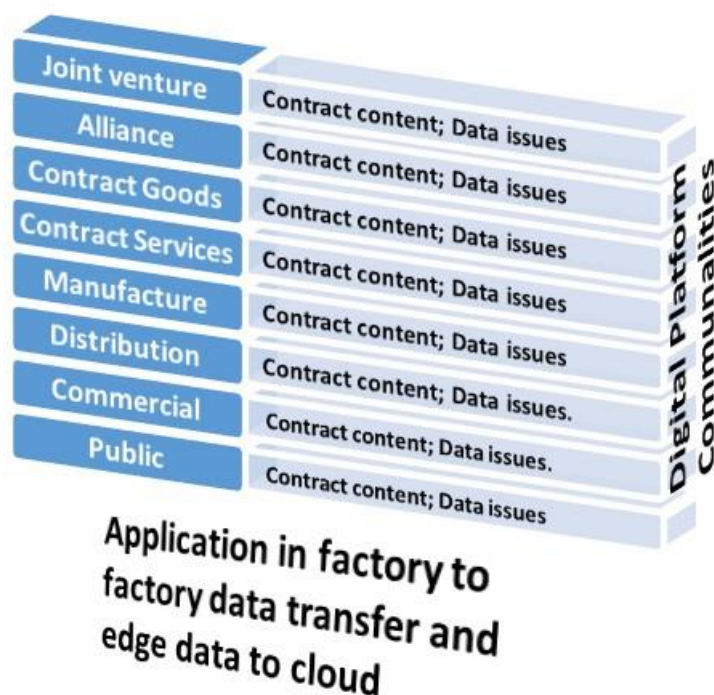 Joint venture
Contract content; Data issues
Alliance
Contract content; Data issues
Contract Goods
Contract content; Data issues
Contract Services
Contract content; Data issues
Manufacture
Contract content; Data issues
Distribution
Contract content; Data issues.
Commercial
Contract content; Data issues.
Public
Contract content; Data issues
Digital Platform
Communalities
Application in factory to
factory data transfer and
edge data to cloud